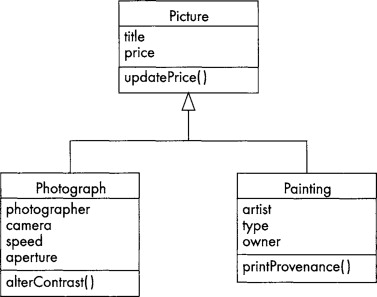 Picture
title
price
updatePrice()
Photograph
photographer
camera
speed
aperture
alterContrast()
Painting
artist
type
owner
printProvenance()